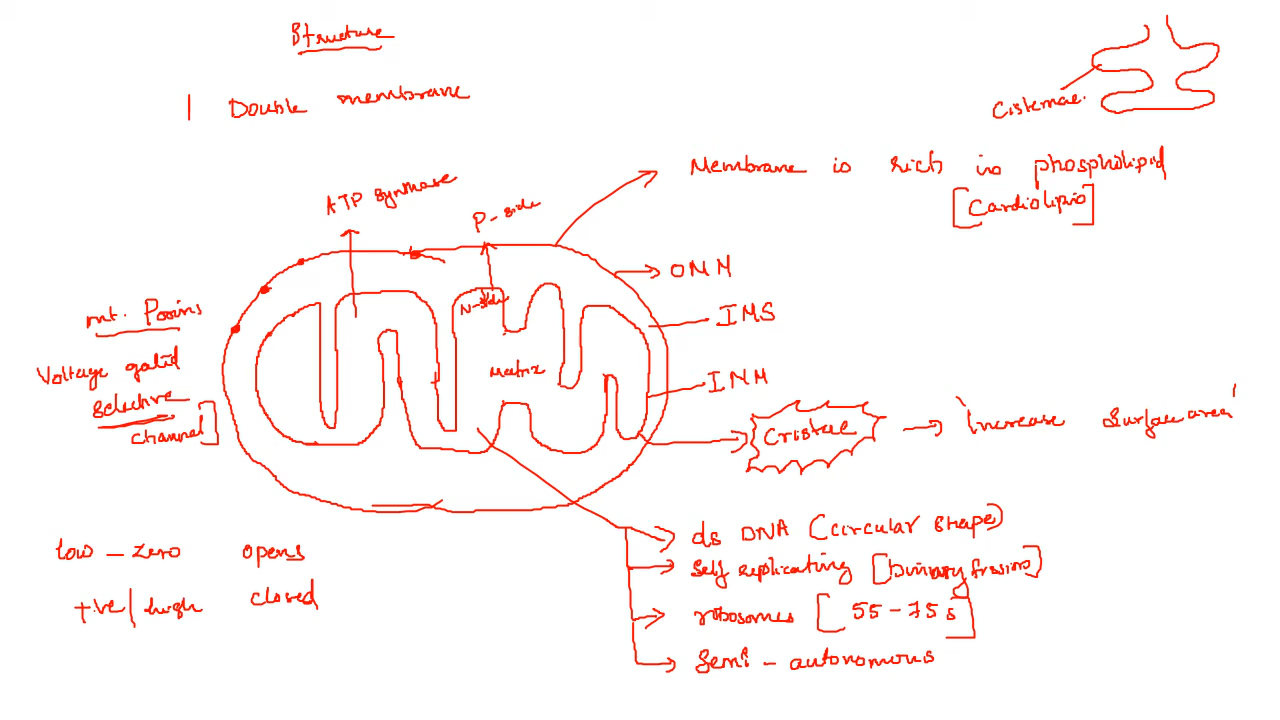 Structure
1 Double membrane
Cisternae.
Membrane is rich in phospholipid
[Cardiolipin]
ATP synthase
P-side
N-side
OMM
IMS
IMM
Matrix
mt. Porins
Voltage gated
selective
channel
Cristae → 'Increase surface area'
low - zero opens
+ve/high closed
ds DNA (circular shape)
Self replicating [binary fission]
ribosomes [55-75s]
Semi - autonomous